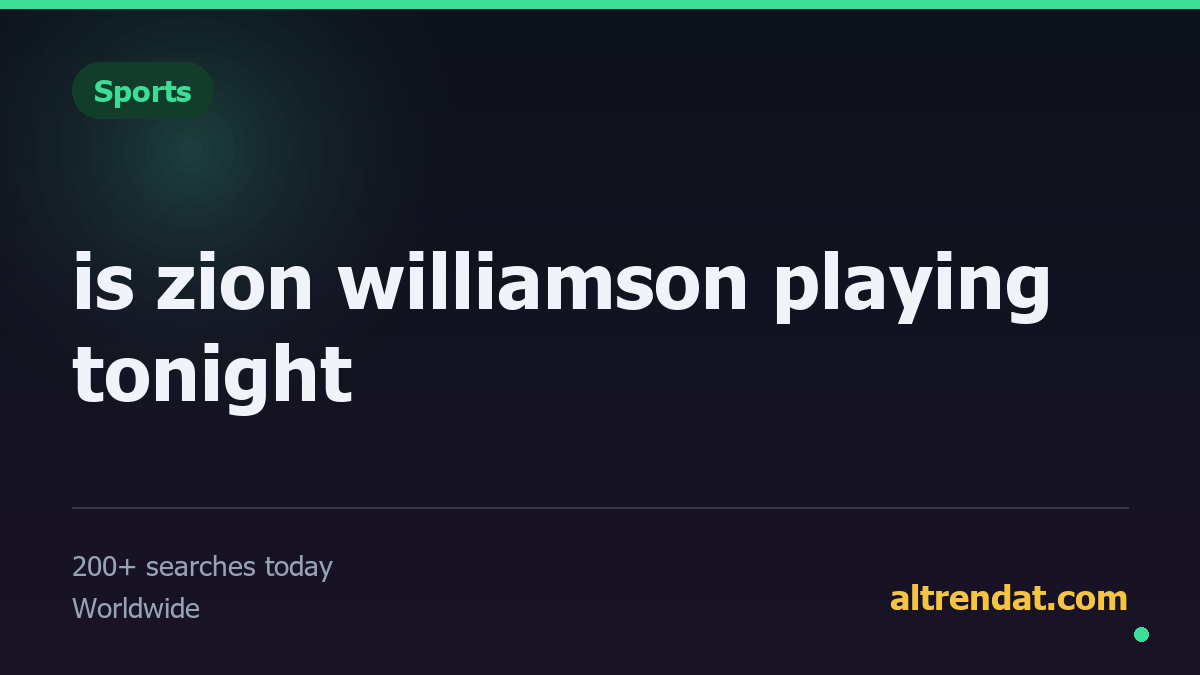 Sports
is zion williamson playing
tonight
200+ searches today
Worldwide
altrendat.com